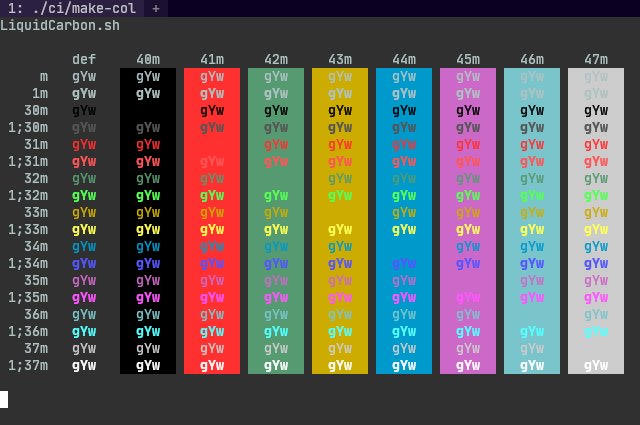 1: ./ci/make-col +
LiquidCarbon.sh
def 40m 41m 42m 43m 44m 45m 46m 47m
m gYw gYw gYw gYw gYw gYw gYw gYw gYw
1m gYw gYw gYw gYw gYw gYw gYw gYw gYw
30m gYw gYw gYw gYw gYw gYw gYw gYw
1;30m gYw gYw gYw gYw gYw gYw gYw gYw gYw
31m gYw gYw gYw gYw gYw gYw gYw gYw
1;31m gYw gYw gYw gYw gYw gYw gYw gYw gYw
32m gYw gYw gYw gYw gYw gYw gYw gYw
1;32m gYw gYw gYw gYw gYw gYw gYw gYw gYw
33m gYw gYw gYw gYw gYw gYw gYw gYw
1;33m gYw gYw gYw gYw gYw gYw gYw gYw gYw
34m gYw gYw gYw gYw gYw gYw gYw gYw
1;34m gYw gYw gYw gYw gYw gYw gYw gYw gYw
35m gYw gYw gYw gYw gYw gYw gYw gYw
1;35m gYw gYw gYw gYw gYw gYw gYw gYw gYw
36m gYw gYw gYw gYw gYw gYw gYw gYw
1;36m gYw gYw gYw gYw gYw gYw gYw gYw gYw
37m gYw gYw gYw gYw gYw gYw gYw gYw
1;37m gYw gYw gYw gYw gYw gYw gYw gYw gYw